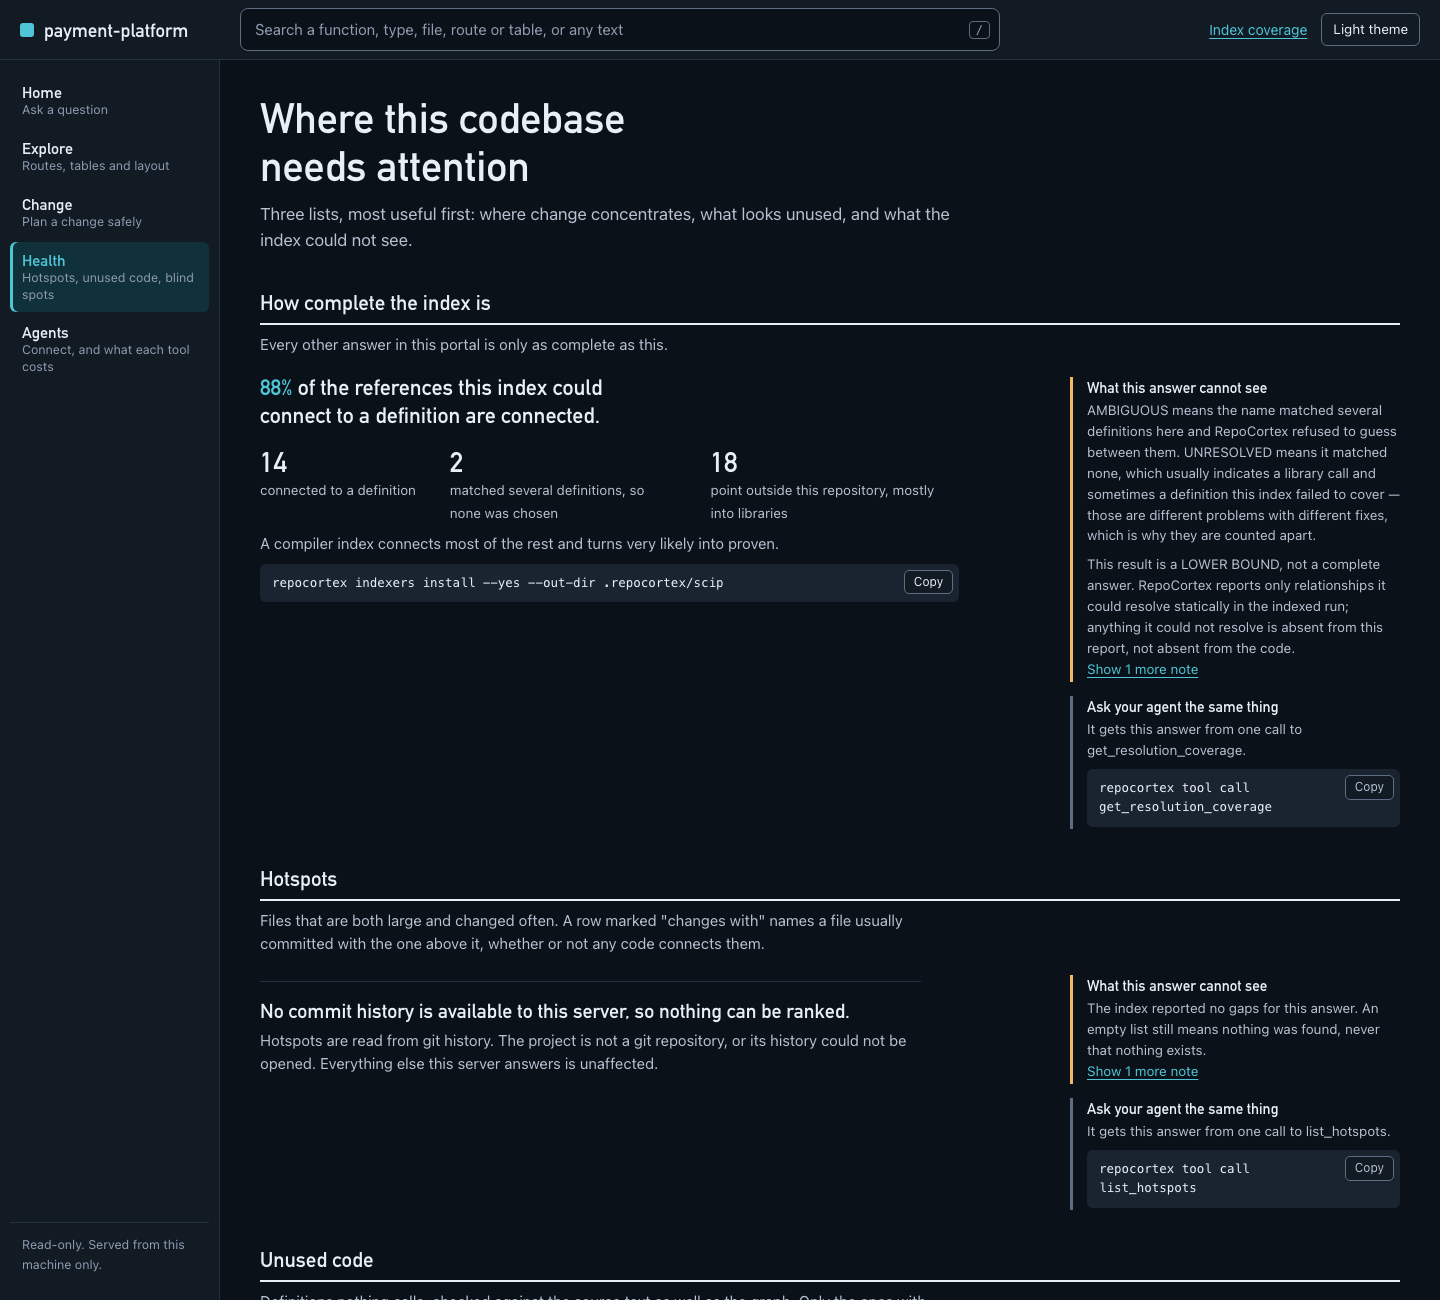 payment-platform
Search a function, type, file, route or table, or any text
/
Index coverage
Light theme
Home
Ask a question
Explore
Routes, tables and layout
Change
Plan a change safely
Health
Hotspots, unused code, blind
spots
Agents
Connect, and what each tool
costs
Read-only. Served from this
machine only.
Where this codebase
needs attention
Three lists, most useful first: where change concentrates, what looks unused, and what the
index could not see.
How complete the index is
Every other answer in this portal is only as complete as this.
88% of the references this index could
connect to a definition are connected.
14
connected to a definition
2
matched several definitions, so
none was chosen
18
point outside this repository, mostly
into libraries
A compiler index connects most of the rest and turns very likely into proven.
repocortex indexers install --yes --out-dir .repocortex/scip
Copy
What this answer cannot see
AMBIGUOUS means the name matched several
definitions here and RepoCortex refused to guess
between them. UNRESOLVED means it matched
none, which usually indicates a library call and
sometimes a definition this index failed to cover —
those are different problems with different fixes,
which is why they are counted apart.
This result is a LOWER BOUND, not a complete
answer. RepoCortex reports only relationships it
could resolve statically in the indexed run;
anything it could not resolve is absent from this
report, not absent from the code.
Show 1 more note
Ask your agent the same thing
It gets this answer from one call to
get_resolution_coverage.
repocortex tool call
get_resolution_coverage
Copy
Hotspots
Files that are both large and changed often. A row marked "changes with" names a file usually
committed with the one above it, whether or not any code connects them.
No commit history is available to this server, so nothing can be ranked.
Hotspots are read from git history. The project is not a git repository, or its history could not be
opened. Everything else this server answers is unaffected.
What this answer cannot see
The index reported no gaps for this answer. An
empty list still means nothing was found, never
that nothing exists.
Show 1 more note
Ask your agent the same thing
It gets this answer from one call to list_hotspots.
repocortex tool call
list_hotspots
Copy
Unused code
Definitions nothing calls, checked against the source text as well as the graph. Only the ones with